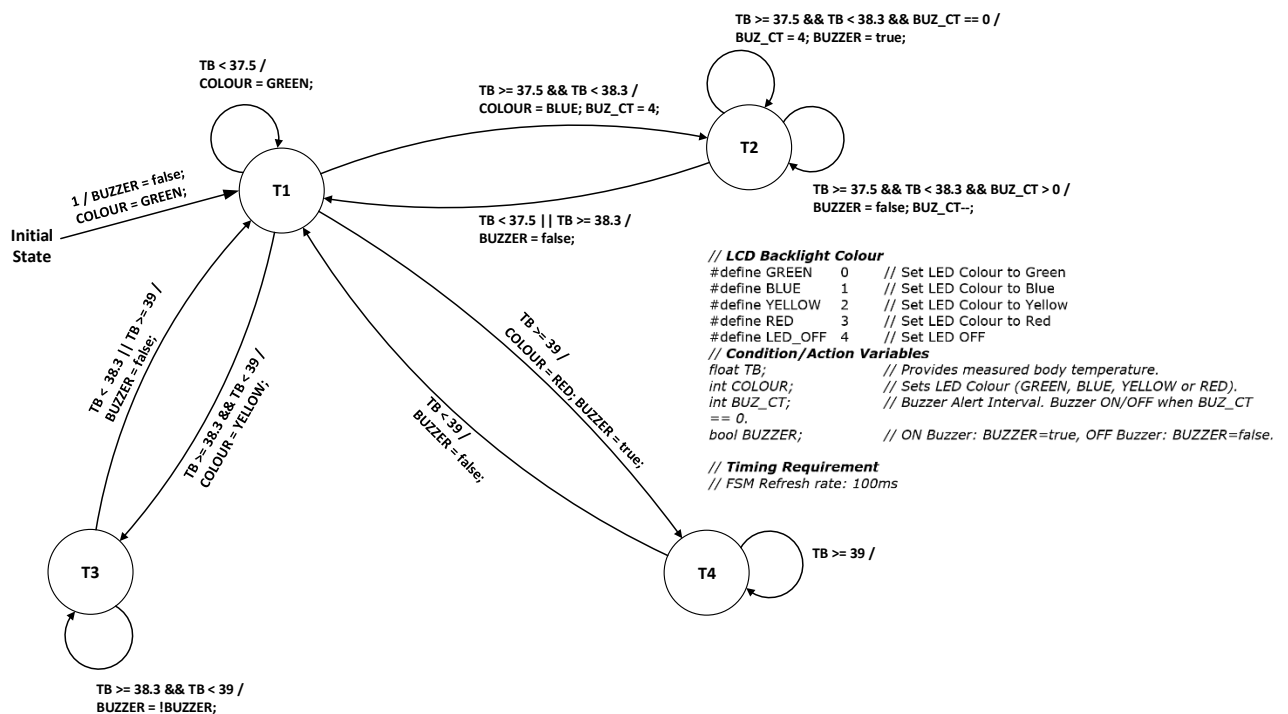 TB >= 37.5 && TB < 38.3 && BUZ_CT == 0 /
BUZ_CT = 4; BUZZER = true;
TB < 37.5 /
COLOUR = GREEN;
TB >= 37.5 && TB < 38.3 /
COLOUR = BLUE; BUZ_CT = 4;
T2
T1
1 / BUZZER = false;
COLOUR = GREEN;
TB >= 37.5 && TB < 38.3 && BUZ_CT > 0 /
BUZZER = false; BUZ_CT--;
TB < 37.5 || TB >= 38.3 /
BUZZER = false;
Initial
State
// LCD Backlight Colour
#define GREEN 0 // Set LED Colour to Green
#define BLUE 1 // Set LED Colour to Blue
#define YELLOW 2 // Set LED Colour to Yellow
#define RED 3 // Set LED Colour to Red
#define LED_OFF 4 // Set LED OFF
// Condition/Action Variables
float TB; // Provides measured body temperature.
int COLOUR; // Sets LED Colour (GREEN, BLUE, YELLOW or RED).
int BUZ_CT; // Buzzer Alert Interval. Buzzer ON/OFF when BUZ_CT
== 0.
bool BUZZER; // ON Buzzer: BUZZER=true, OFF Buzzer: BUZZER=false.
// Timing Requirement
// FSM Refresh rate: 100ms
TB < 38.3 || TB >= 39 /
BUZZER = false;
TB >= 38.3 && TB < 39 /
COLOUR = YELLOW;
TB < 39 /
BUZZER = false;
TB >= 39 /
COLOUR = RED; BUZZER = true;
T3
T4
TB >= 39 /
TB >= 38.3 && TB < 39 /
BUZZER = !BUZZER;